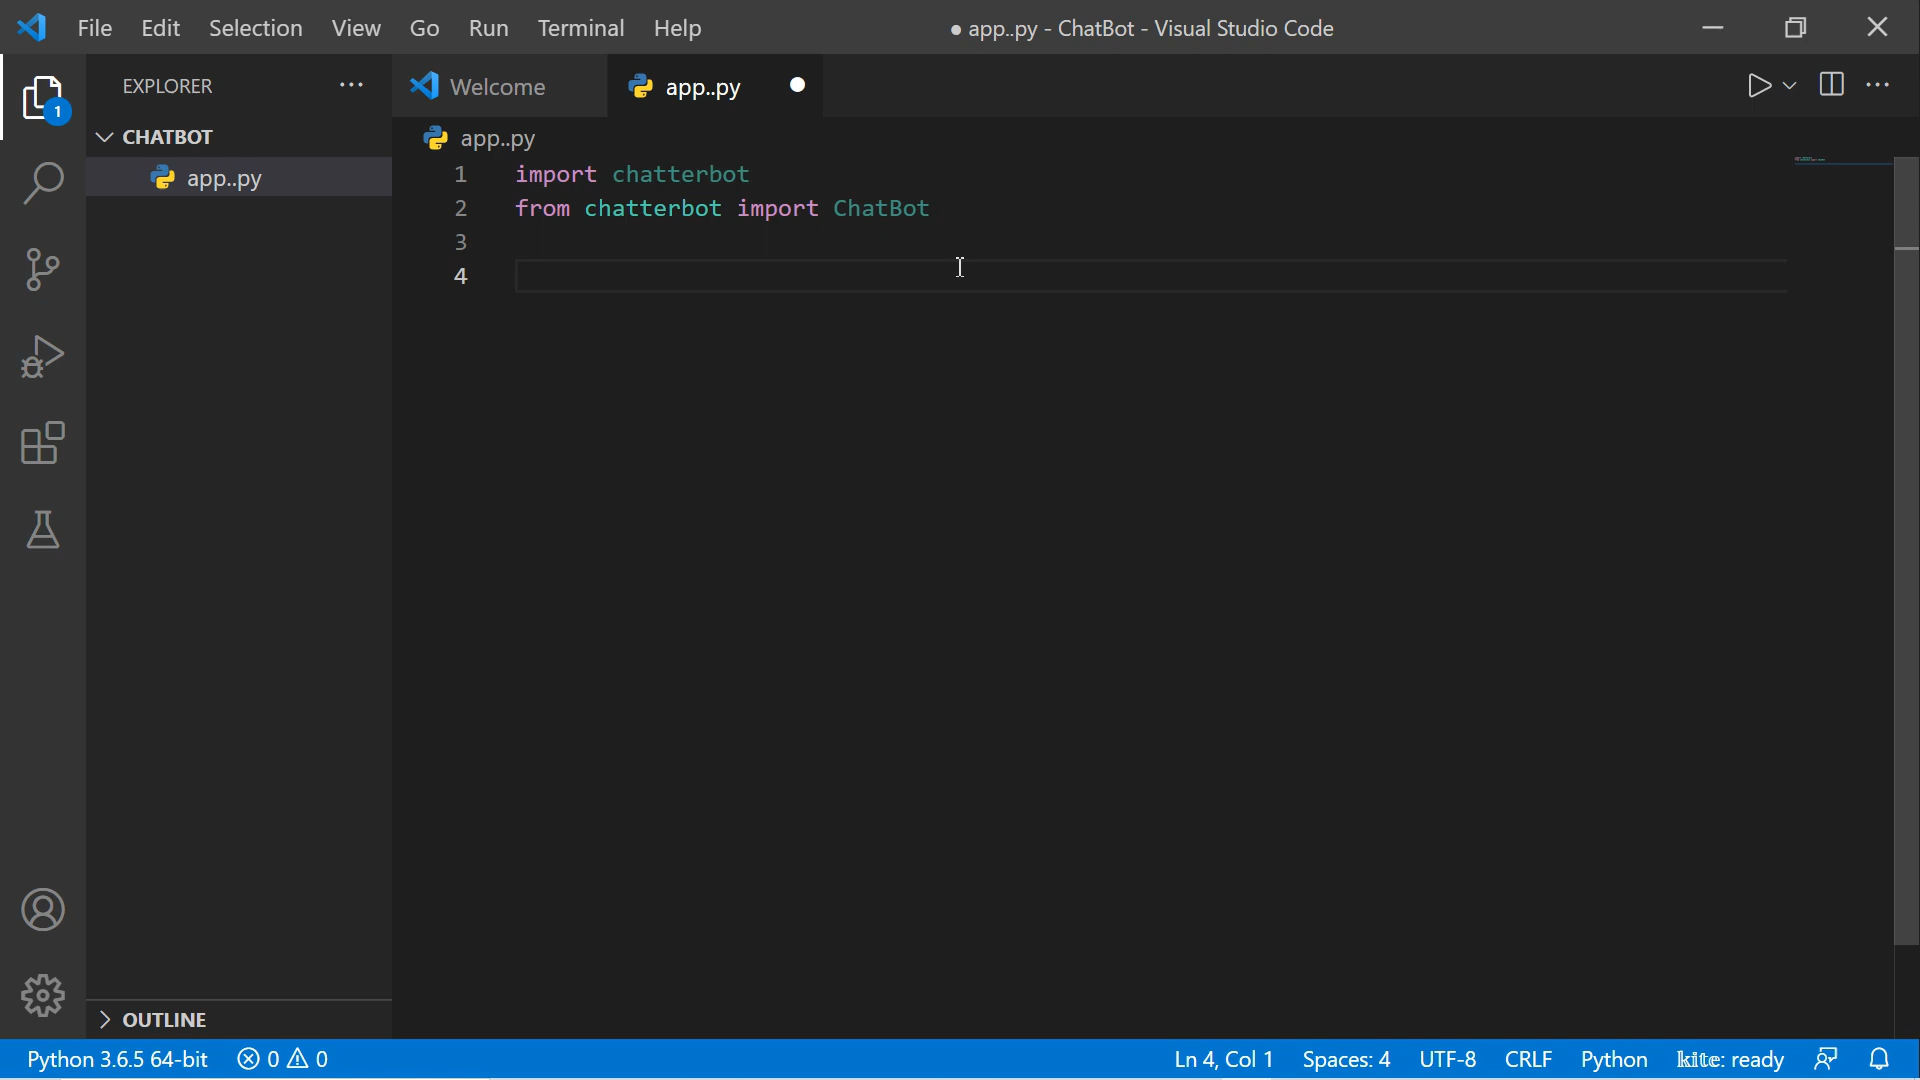 File Edit Selection View Go Run Terminal Help ● app..py - ChatBot - Visual Studio Code
EXPLORER ··· Welcome app..py ●
1
CHATBOT
app..py
app..py
1 import chatterbot
2 from chatterbot import ChatBot
3
4
OUTLINE
Python 3.6.5 64-bit 0 0 Ln 4, Col 1 Spaces: 4 UTF-8 CRLF Python kite: ready